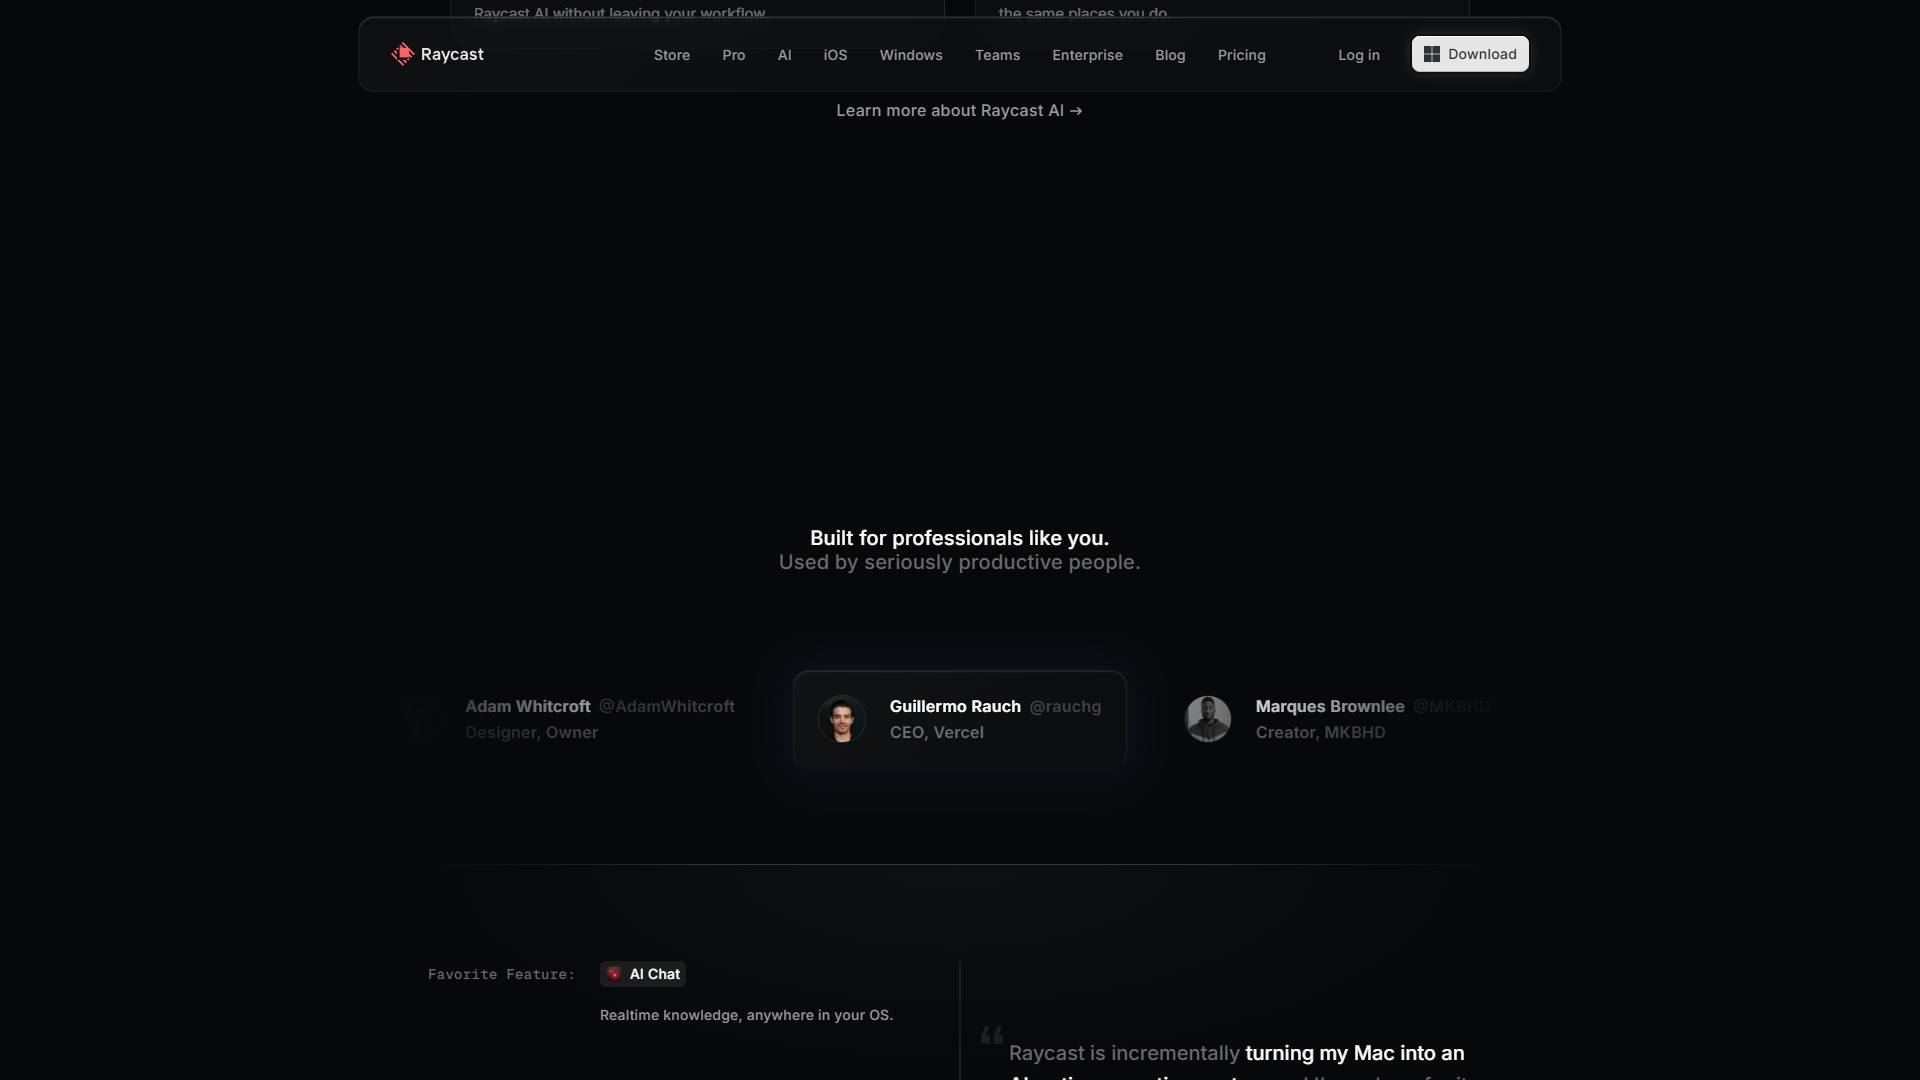 Raycast AI without leaving your workflow.
the same places you do.
Raycast
Store
Pro
AI
iOS
Windows
Teams
Enterprise
Blog
Pricing
Log in
Download
Learn more about Raycast AI →
Built for professionals like you.
Used by seriously productive people.
Adam Whitcroft @AdamWhitcroft
Designer, Owner
Guillermo Rauch @rauchg
CEO, Vercel
Marques Brownlee @MKBHD
Creator, MKBHD
Favorite Feature:
AI Chat
Realtime knowledge, anywhere in your OS.
“
Raycast is incrementally turning my Mac into an